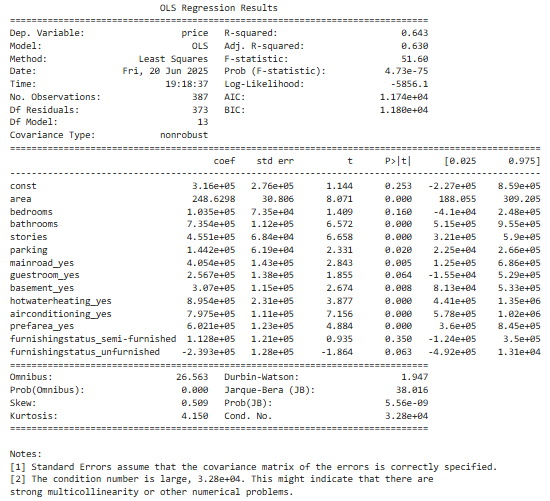 OLS Regression Results
==============================================================================
Dep. Variable:                  price   R-squared:                       0.643
Model:                            OLS   Adj. R-squared:                  0.630
Method:                 Least Squares   F-statistic:                     51.60
Date:                Fri, 20 Jun 2025   Prob (F-statistic):           4.73e-75
Time:                        19:18:37   Log-Likelihood:                -5856.1
No. Observations:                 387   AIC:                         1.174e+04
Df Residuals:                     373   BIC:                         1.180e+04
Df Model:                          13
Covariance Type:            nonrobust
===================================================================================================
coef    std err          t      P>|t|      [0.025      0.975]
---------------------------------------------------------------------------------------------------
const                            3.16e+05   2.76e+05      1.144      0.253   -2.27e+05    8.59e+05
area                             248.6298     30.806      8.071      0.000     188.055     309.205
bedrooms                        1.035e+05   7.35e+04      1.409      0.160    -4.1e+04    2.48e+05
bathrooms                       7.354e+05   1.12e+05      6.572      0.000    5.15e+05    9.55e+05
stories                         4.551e+05   6.84e+04      6.658      0.000    3.21e+05     5.9e+05
parking                         1.442e+05   6.19e+04      2.331      0.020    2.25e+04    2.66e+05
mainroad_yes                    4.054e+05   1.43e+05      2.843      0.005    1.25e+05    6.86e+05
guestroom_yes                   2.567e+05   1.38e+05      1.855      0.064   -1.55e+04    5.29e+05
basement_yes                     3.07e+05   1.15e+05      2.674      0.008    8.13e+04    5.33e+05
hotwaterheating_yes             8.954e+05   2.31e+05      3.877      0.000    4.41e+05    1.35e+06
airconditioning_yes             7.975e+05   1.11e+05      7.156      0.000    5.78e+05    1.02e+06
prefarea_yes                    6.021e+05   1.23e+05      4.884      0.000     3.6e+05    8.45e+05
furnishingstatus_semi-furnished 1.128e+05   1.21e+05      0.935      0.350   -1.24e+05     3.5e+05
furnishingstatus_unfurnished   -2.393e+05   1.28e+05     -1.864      0.063   -4.92e+05    1.31e+04
==============================================================================
Omnibus:                       26.563   Durbin-Watson:                   1.947
Prob(Omnibus):                  0.000   Jarque-Bera (JB):               38.016
Skew:                           0.509   Prob(JB):                     5.56e-09
Kurtosis:                       4.150   Cond. No.                     3.28e+04
==============================================================================
Notes:
[1] Standard Errors assume that the covariance matrix of the errors is correctly specified.
[2] The condition number is large, 3.28e+04. This might indicate that there are
strong multicollinearity or other numerical problems.